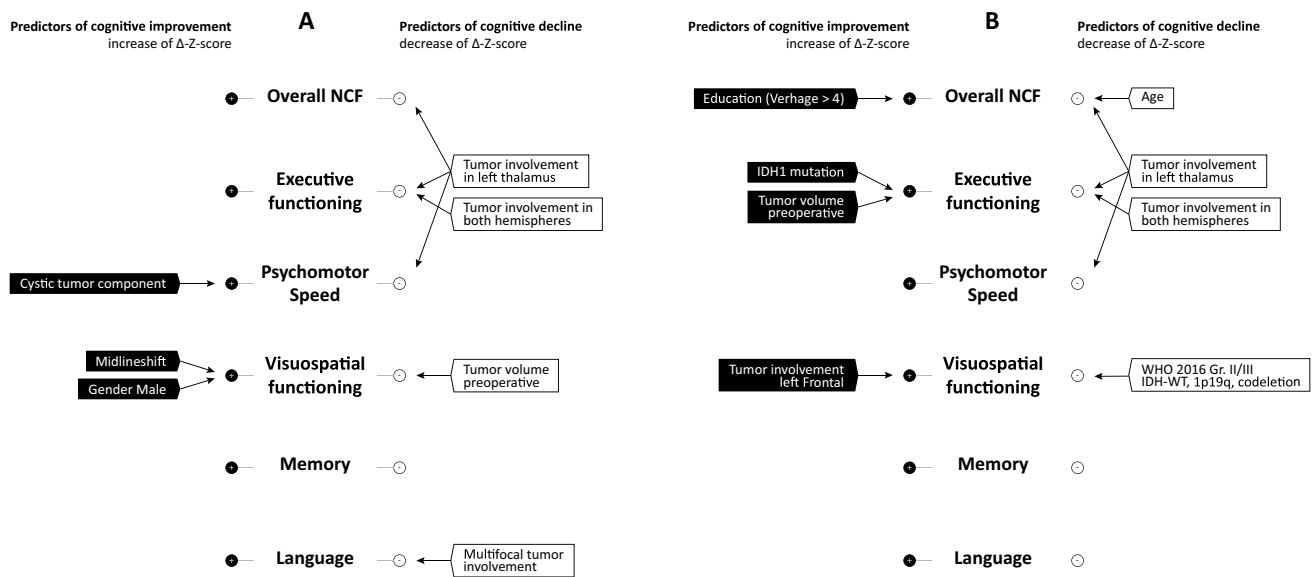 A
Predictors of cognitive improvement
increase of Δ-Z-score
Predictors of cognitive decline
decrease of Δ-Z-score
+ Overall NCF -
Tumor involvement
in left thalamus
+ Executive
functioning -
Tumor involvement in
both hemispheres
Cystic tumor component
+ Psychomotor
Speed -
Midlineshift
Gender Male
+ Visuospatial
functioning -
Tumor volume
preoperative
+ Memory -
+ Language -
Multifocal tumor
involvement
B
Predictors of cognitive improvement
increase of Δ-Z-score
Predictors of cognitive decline
decrease of Δ-Z-score
Education (Verhage > 4)
+ Overall NCF -
Age
IDH1 mutation
Tumor volume
preoperative
+ Executive
functioning -
Tumor involvement
in left thalamus
Tumor involvement in
both hemispheres
+ Psychomotor
Speed -
Tumor involvement
left Frontal
+ Visuospatial
functioning -
WHO 2016 Gr. II/III
IDH-WT, 1p19q, codeletion
+ Memory -
+ Language -